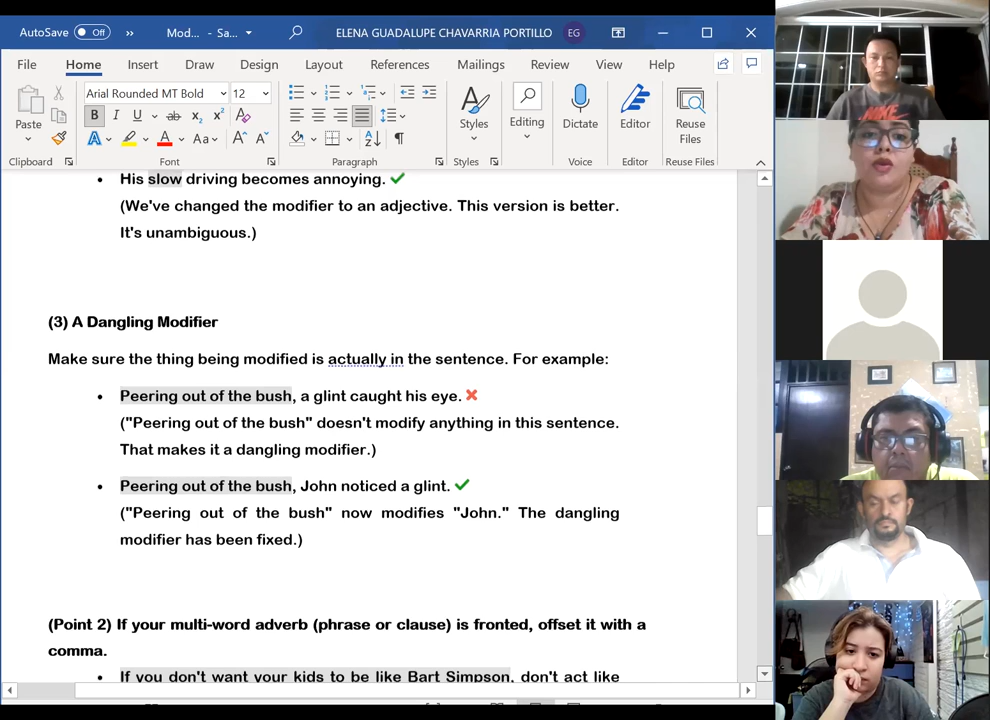 AutoSave Off Mod... - Sa... ELENA GUADALUPE CHAVARRIA PORTILLO EG
File Home Insert Draw Design Layout References Mailings Review View Help
Arial Rounded MT Bold 12
B I U ab x₂ x²
A A Aa A A
Paste Styles Editing Dictate Editor Reuse Files
Clipboard Font Paragraph Styles Voice Editor Reuse Files
• His slow driving becomes annoying. ✔
(We've changed the modifier to an adjective. This version is better.
It's unambiguous.)
(3) A Dangling Modifier
Make sure the thing being modified is actually in the sentence. For example:
• Peering out of the bush, a glint caught his eye. ✖
("Peering out of the bush" doesn't modify anything in this sentence.
That makes it a dangling modifier.)
• Peering out of the bush, John noticed a glint. ✔
("Peering out of the bush" now modifies "John." The dangling
modifier has been fixed.)
(Point 2) If your multi-word adverb (phrase or clause) is fronted, offset it with a
comma.
• If you don't want your kids to be like Bart Simpson, don't act like
NIKE